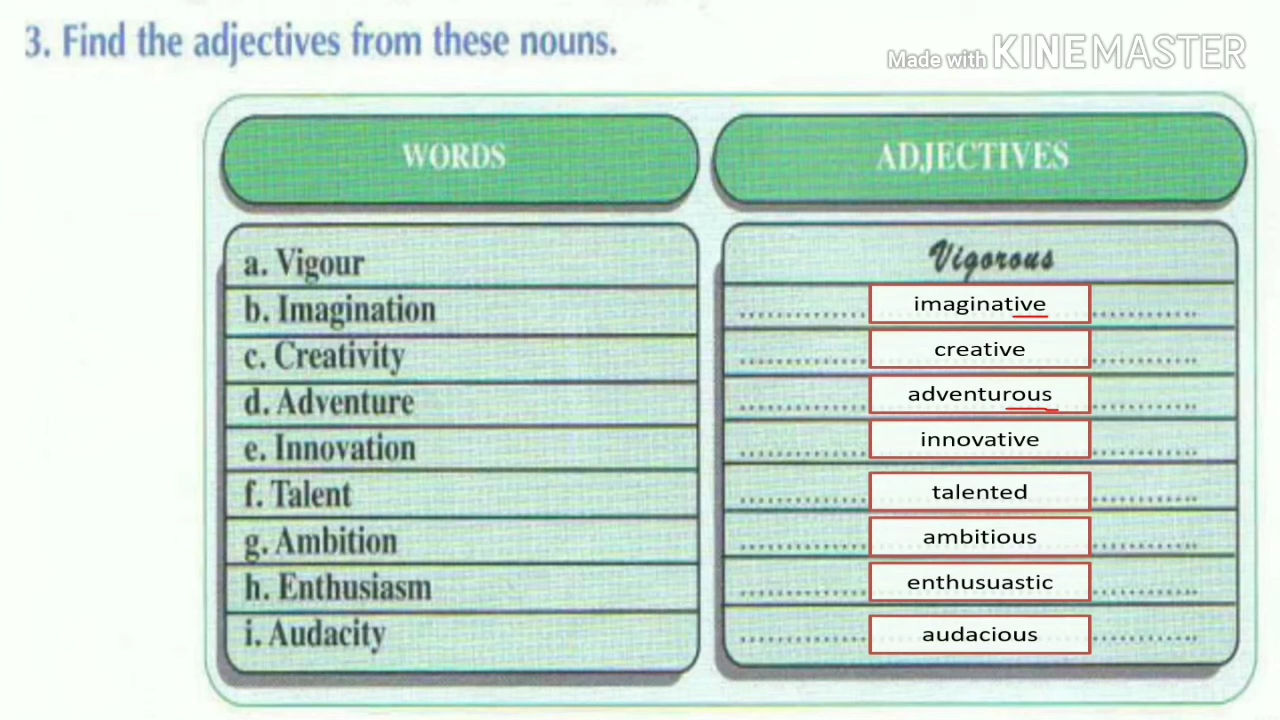 3. Find the adjectives from these nouns.
Made with KINEMASTER
WORDS ADJECTIVES
a. Vigour Vigorous
b. Imagination imaginative
c. Creativity creative
d. Adventure adventurous
e. Innovation innovative
f. Talent talented
g. Ambition ambitious
h. Enthusiasm enthusuastic
i. Audacity audacious